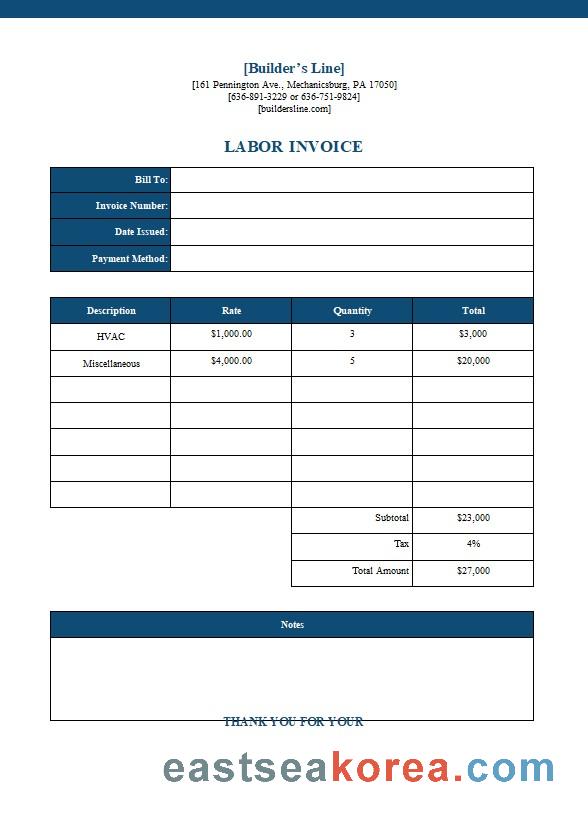 [Builder's Line]
[161 Pennington Ave., Mechanicsburg, PA 17050]
[636-891-3229 or 636-751-9824]
[buildersline.com]
LABOR INVOICE
Bill To:
Invoice Number:
Date Issued:
Payment Method:
Description Rate Quantity Total
HVAC $1,000.00 3 $3,000
Miscellaneous $4,000.00 5 $20,000
Subtotal $23,000
Tax 4%
Total Amount $27,000
Notes
THANK YOU FOR YOUR
eastseakorea.com